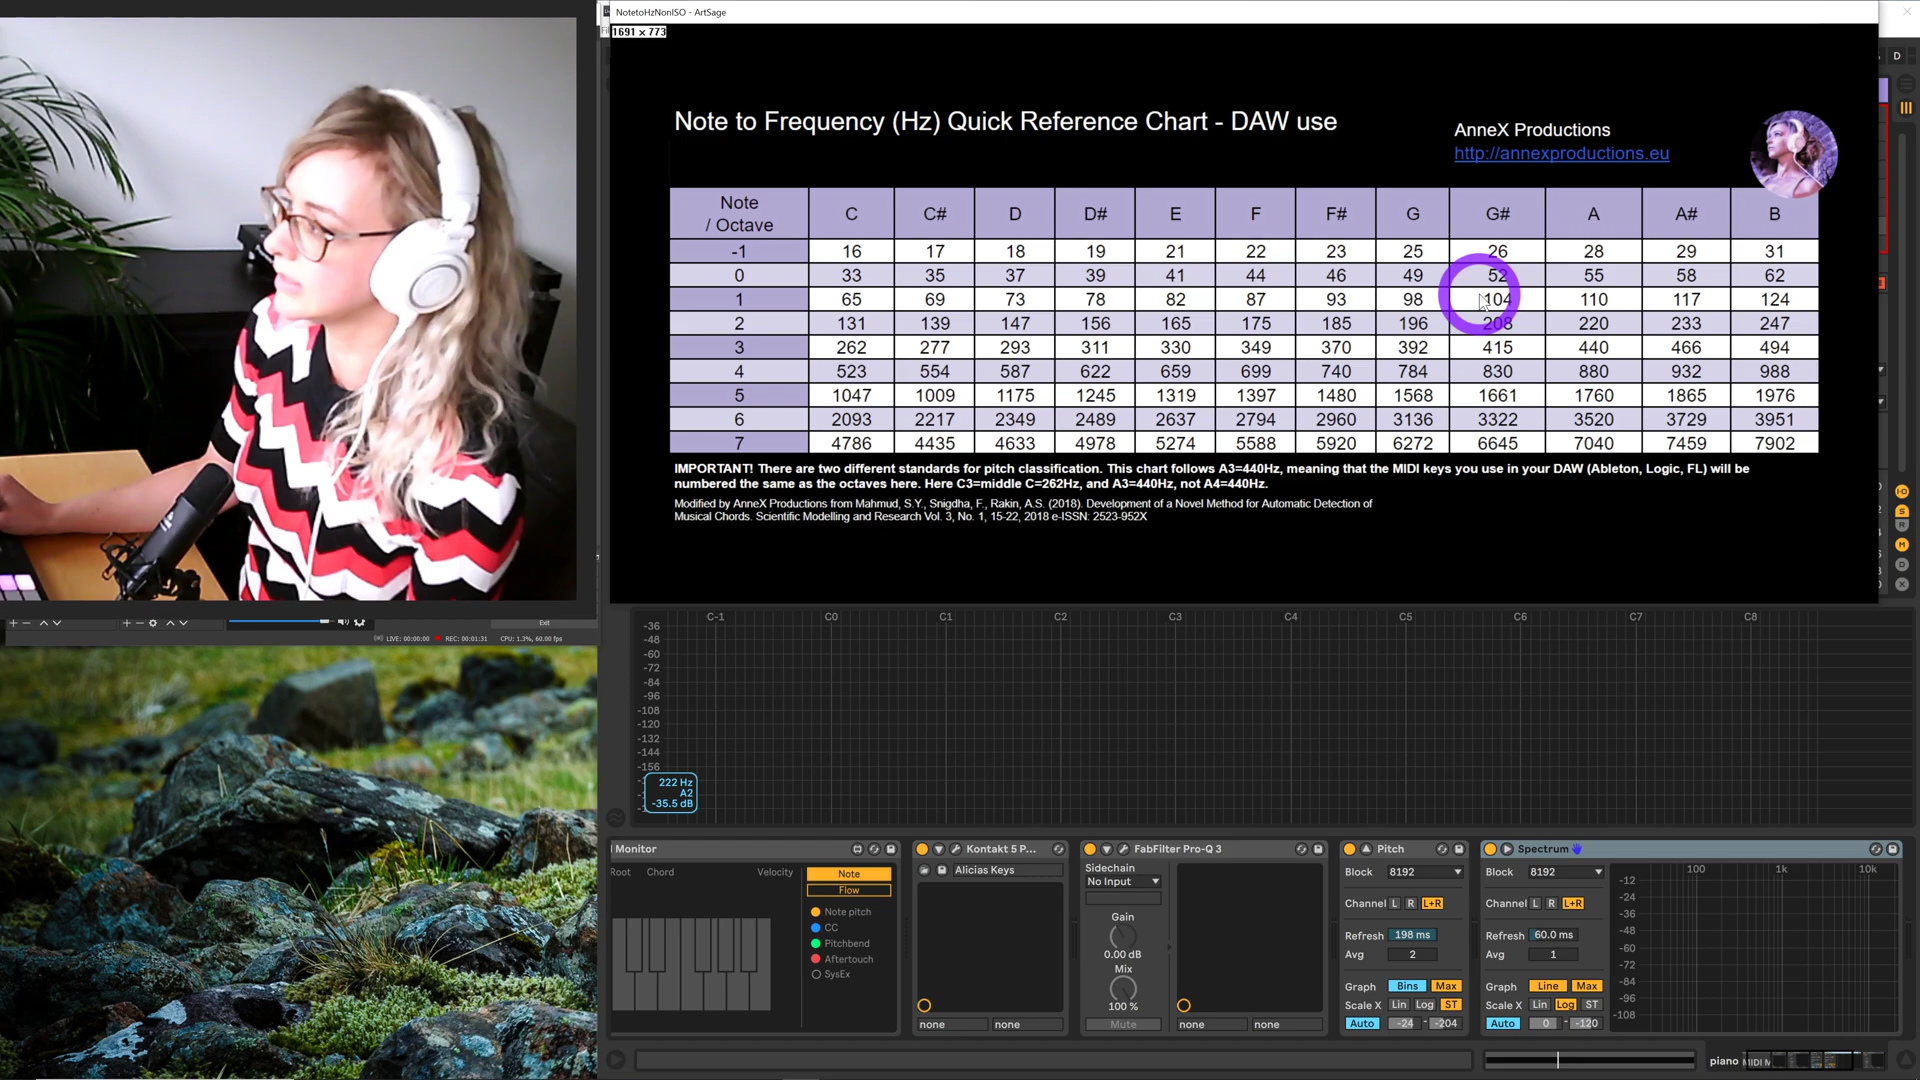 NotetoHzNonISO - ArtSage
1691 x 773
D
Note to Frequency (Hz) Quick Reference Chart - DAW use
AnneX Productions
http://annexproductions.eu
Note / Octave C C# D D# E F F# G G# A A# B
-1 16 17 18 19 21 22 23 25 26 28 29 31
0 33 35 37 39 41 44 46 49 52 55 58 62
1 65 69 73 78 82 87 93 98 104 110 117 124
2 131 139 147 156 165 175 185 196 208 220 233 247
3 262 277 293 311 330 349 370 392 415 440 466 494
4 523 554 587 622 659 699 740 784 830 880 932 988
5 1047 1009 1175 1245 1319 1397 1480 1568 1661 1760 1865 1976
6 2093 2217 2349 2489 2637 2794 2960 3136 3322 3520 3729 3951
7 4786 4435 4633 4978 5274 5588 5920 6272 6645 7040 7459 7902
IMPORTANT! There are two different standards for pitch classification. This chart follows A3=440Hz, meaning that the MIDI keys you use in your DAW (Ableton, Logic, FL) will be
numbered the same as the octaves here. Here C3=middle C=262Hz, and A3=440Hz, not A4=440Hz.
Modified by AnneX Productions from Mahmud, S.Y., Snigdha, F., Rakin, A.S. (2018). Development of a Novel Method for Automatic Detection of
Musical Chords. Scientific Modelling and Research Vol. 3, No. 1, 15-22, 2018 e-ISSN: 2523-952X
Exit
LIVE: 00:00:00 REC: 00:01:31 CPU: 1.3%, 60.00 fps
C-1 C0 C1 C2 C3 C4 C5 C6 C7 C8
-36
-48
-60
-72
-84
-96
-108
-120
-132
-144
-156
222 Hz
A2
-35.5 dB
Monitor
Root Chord Velocity
Note
Flow
Note pitch
CC
Pitchbend
Aftertouch
SysEx
Kontakt 5 P...
Alicias Keys
none none
FabFilter Pro-Q 3
Sidechain
No Input
Gain
0.00 dB
Mix
100 %
Mute
none none
Pitch
Block 8192
Channel L R L+R
Refresh 198 ms
Avg 2
Graph Bins Max
Scale X Lin Log ST
Auto -24 - -204
Spectrum
Block 8192
Channel L R L+R
Refresh 60.0 ms
Avg 1
Graph Line Max
Scale X Lin Log ST
Auto 0 - -120
100 1k 10k
-12
-24
-36
-48
-60
-72
-84
-96
-108
piano MIDI M